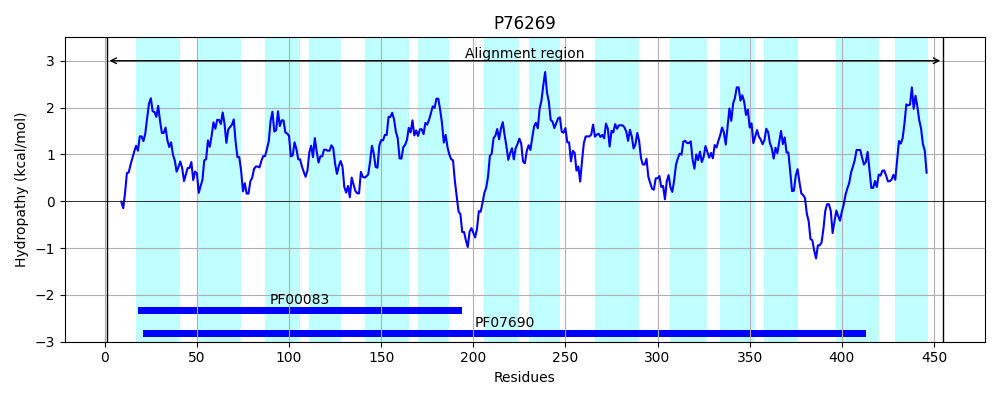 P76269
Alignment region
3
2
1
0
−1
−2
−3
Hydropathy (kcal/mol)
PF00083
PF07690
0 50 100 150 200 250 300 350 400 450
Residues